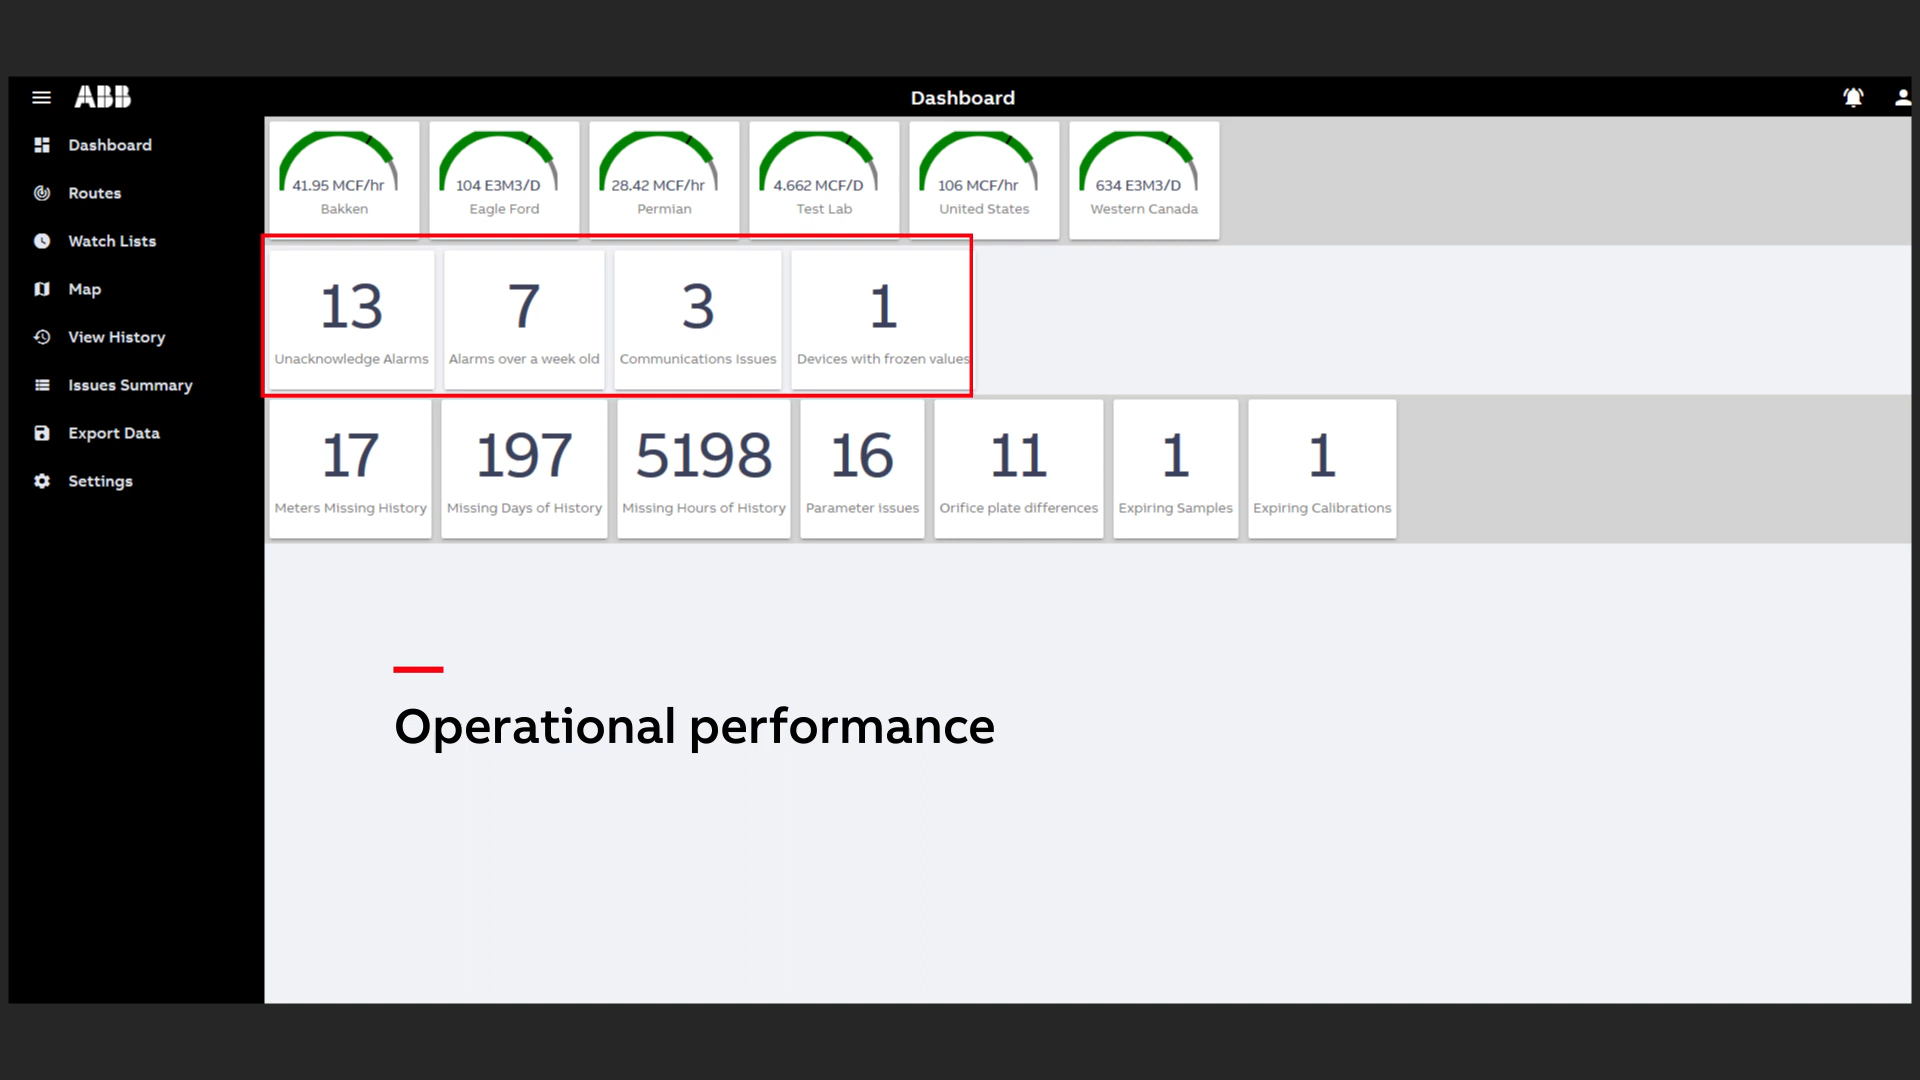 ABB
Dashboard
Dashboard
Routes
Watch Lists
Map
View History
Issues Summary
Export Data
Settings
41.95 MCF/hr
Bakken
104 E3M3/D
Eagle Ford
28.42 MCF/hr
Permian
4.662 MCF/D
Test Lab
106 MCF/hr
United States
634 E3M3/D
Western Canada
13
Unacknowledge Alarms
7
Alarms over a week old
3
Communications Issues
1
Devices with frozen values
17
Meters Missing History
197
Missing Days of History
5198
Missing Hours of History
16
Parameter issues
11
Orifice plate differences
1
Expiring Samples
1
Expiring Calibrations
Operational performance